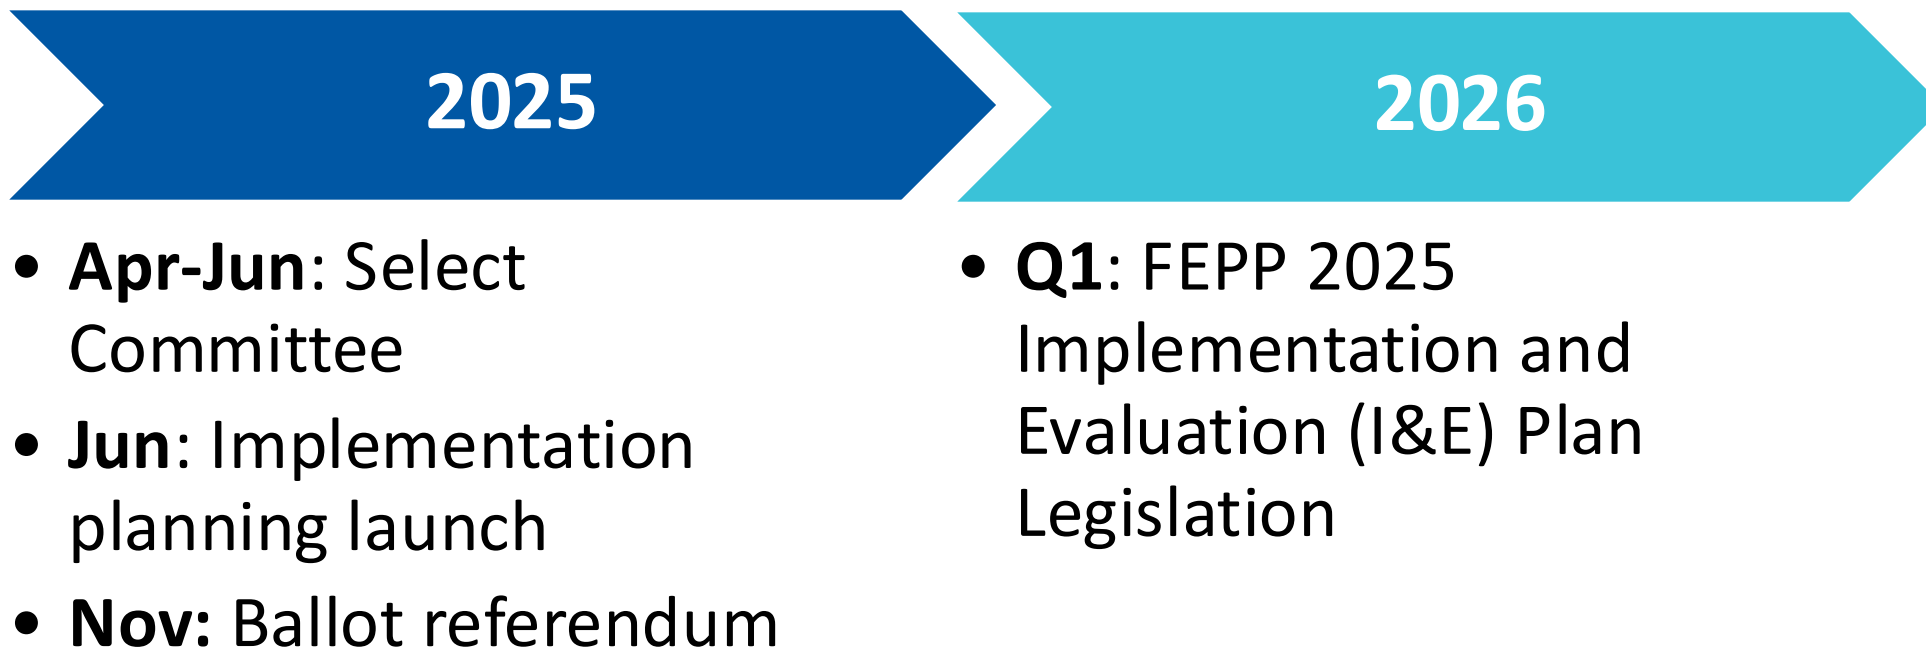 2025
• Apr-Jun: Select
Committee
• Jun: Implementation
planning launch
• Nov: Ballot referendum
2026
• Q1: FEPP 2025
Implementation and
Evaluation (I&E) Plan
Legislation